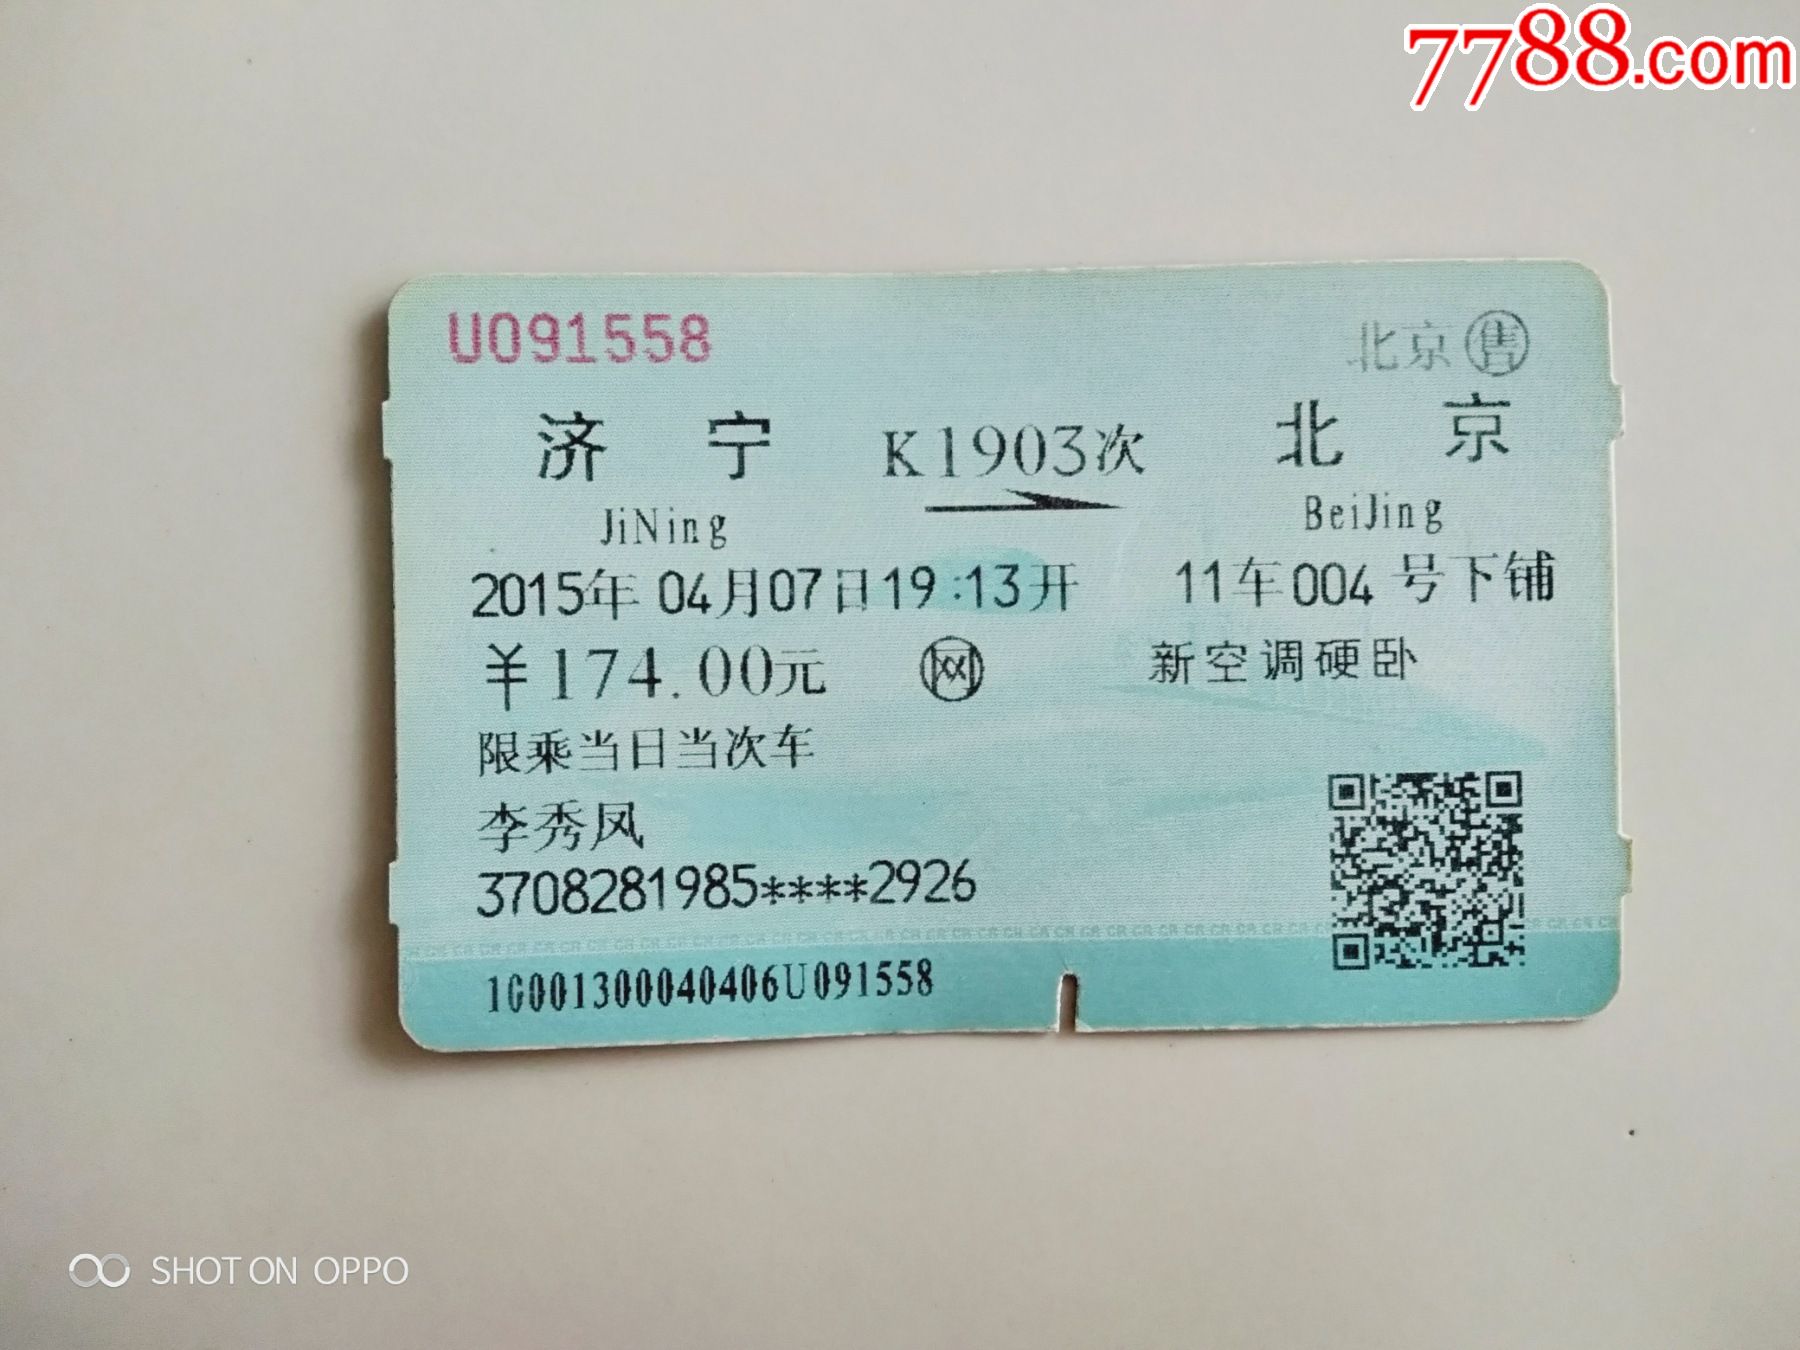 7788.com
U091558
北京 售
济宁 K1903次 北京
JiNing BeiJing
2015年04月07日19:13开 11车004号下铺
￥174.00元 网 新空调硬卧
限乘当日当次车
李秀凤
3708281985****2926
10001300040406U091558
SHOT ON OPPO